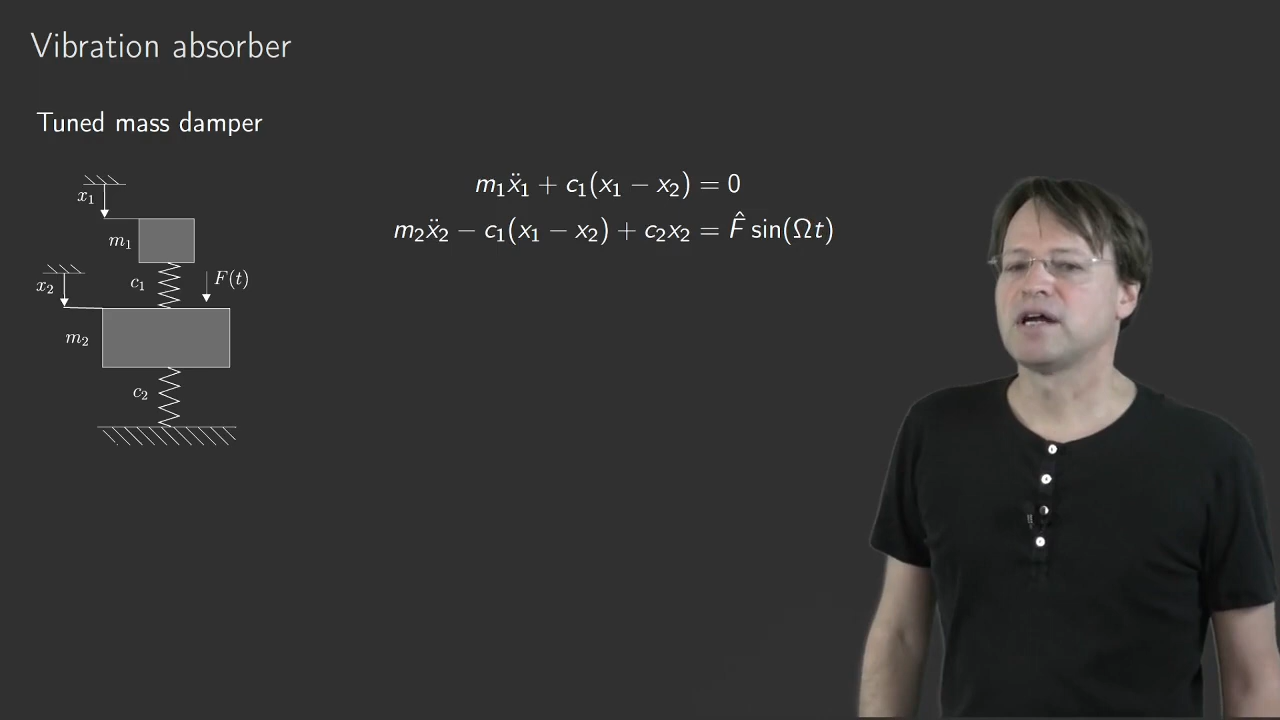 Vibration absorber
Tuned mass damper
m₁ẍ₁ + c₁(x₁ − x₂) = 0
m₂ẍ₂ − c₁(x₁ − x₂) + c₂x₂ = F̂ sin(Ωt)
x₁
m₁
x₂
c₁
F(t)
m₂
c₂